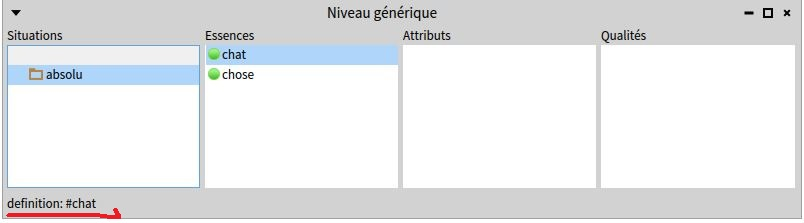 Niveau générique
Situations Essences Attributs Qualités
chat
absolu chose
definition: #chat